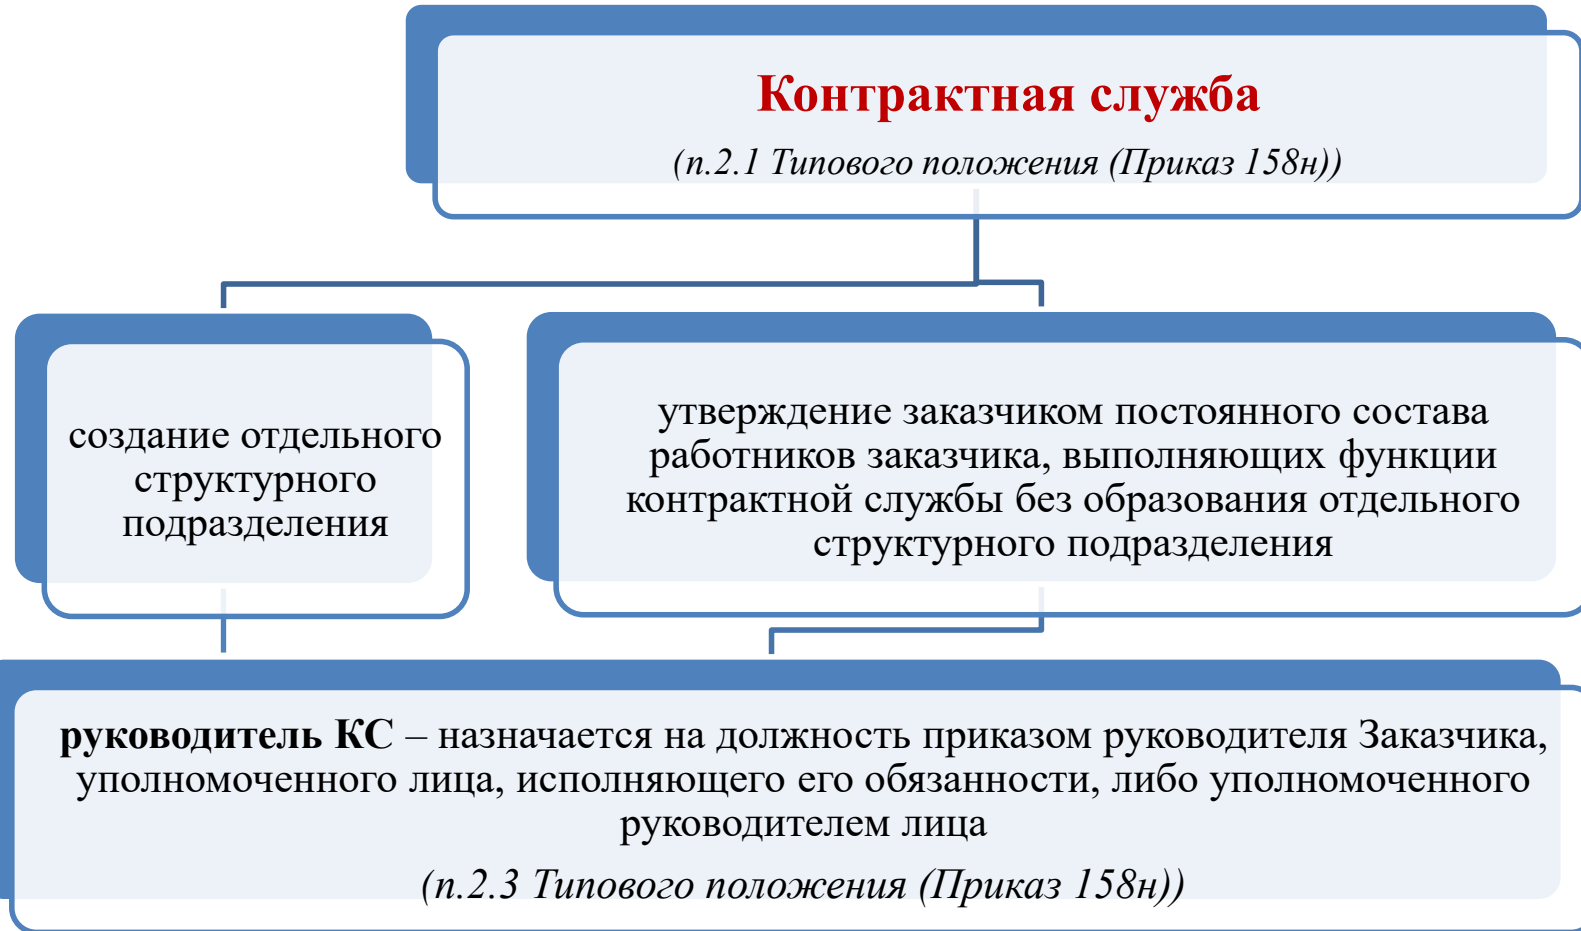 Контрактная служба
(п.2.1 Типового положения (Приказ 158н))
создание отдельного
структурного
подразделения
утверждение заказчиком постоянного состава
работников заказчика, выполняющих функции
контрактной службы без образования отдельного
структурного подразделения
руководитель КС – назначается на должность приказом руководителя Заказчика,
уполномоченного лица, исполняющего его обязанности, либо уполномоченного
руководителем лица
(п.2.3 Типового положения (Приказ 158н))